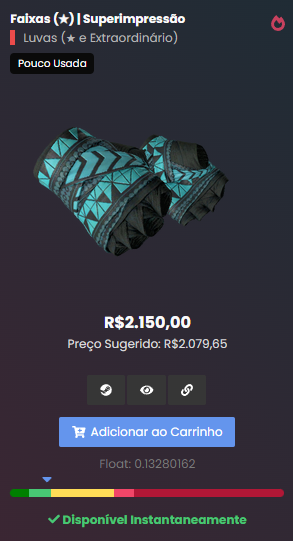 Faixas (★) | Superimpressão
Luvas (★ e Extraordinário)
Pouco Usada
R$2.150,00
Preço Sugerido: R$2.079,65
Adicionar ao Carrinho
Float: 0.13280162
Disponível Instantaneamente